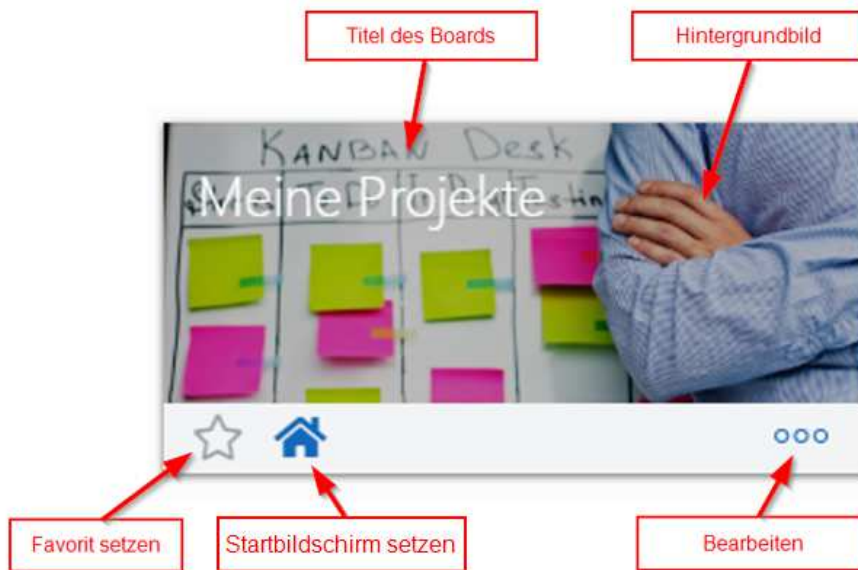 Titel des Boards
Hintergrundbild
KANBAN Desk
Meine Projekte
Favorit setzen
Startbildschirm setzen
Bearbeiten